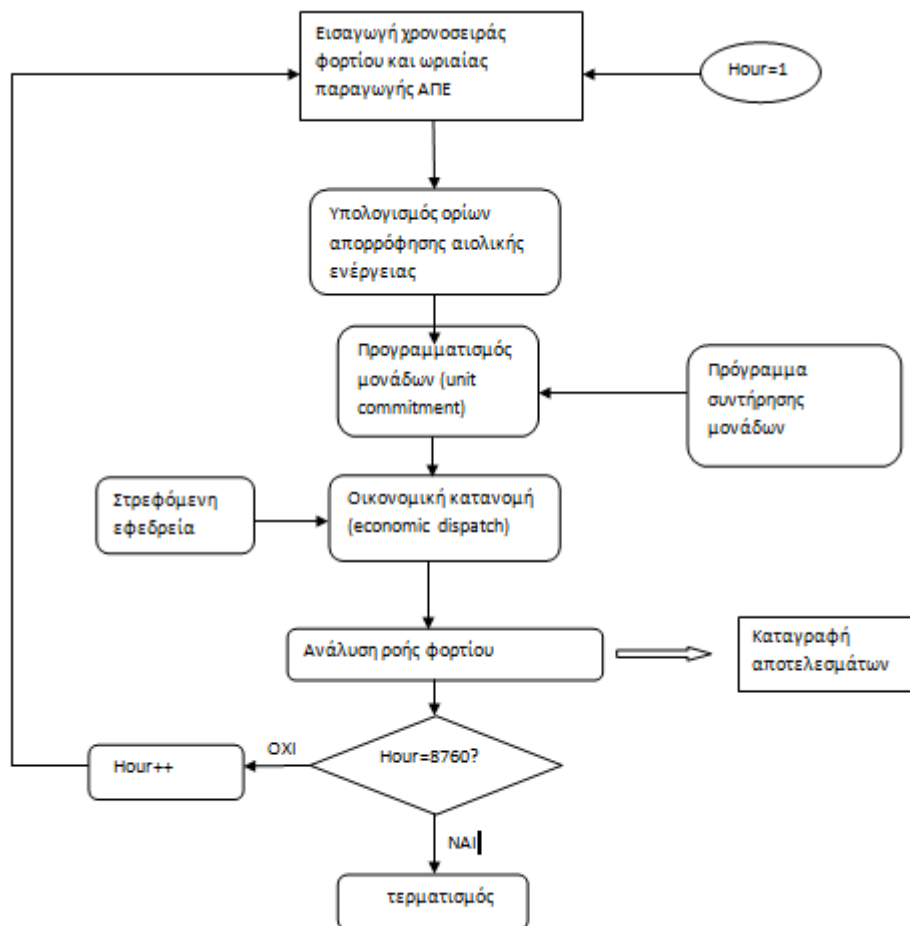 Εισαγωγή χρονοσειράς
φορτίου και ωριαίας
παραγωγής ΑΠΕ
Hour=1
Υπολογισμός ορίων
απορρόφησης αιολικής
ενέργειας
Προγραμματισμός
μονάδων (unit
commitment)
Πρόγραμμα
συντήρησης
μονάδων
Στρεφόμενη
εφεδρεία
Οικονομική κατανομή
(economic dispatch)
Ανάλυση ροής φορτίου
Καταγραφή
αποτελεσμάτων
Hour=8760?
ΟΧΙ
Hour++
ΝΑΙ
τερματισμός